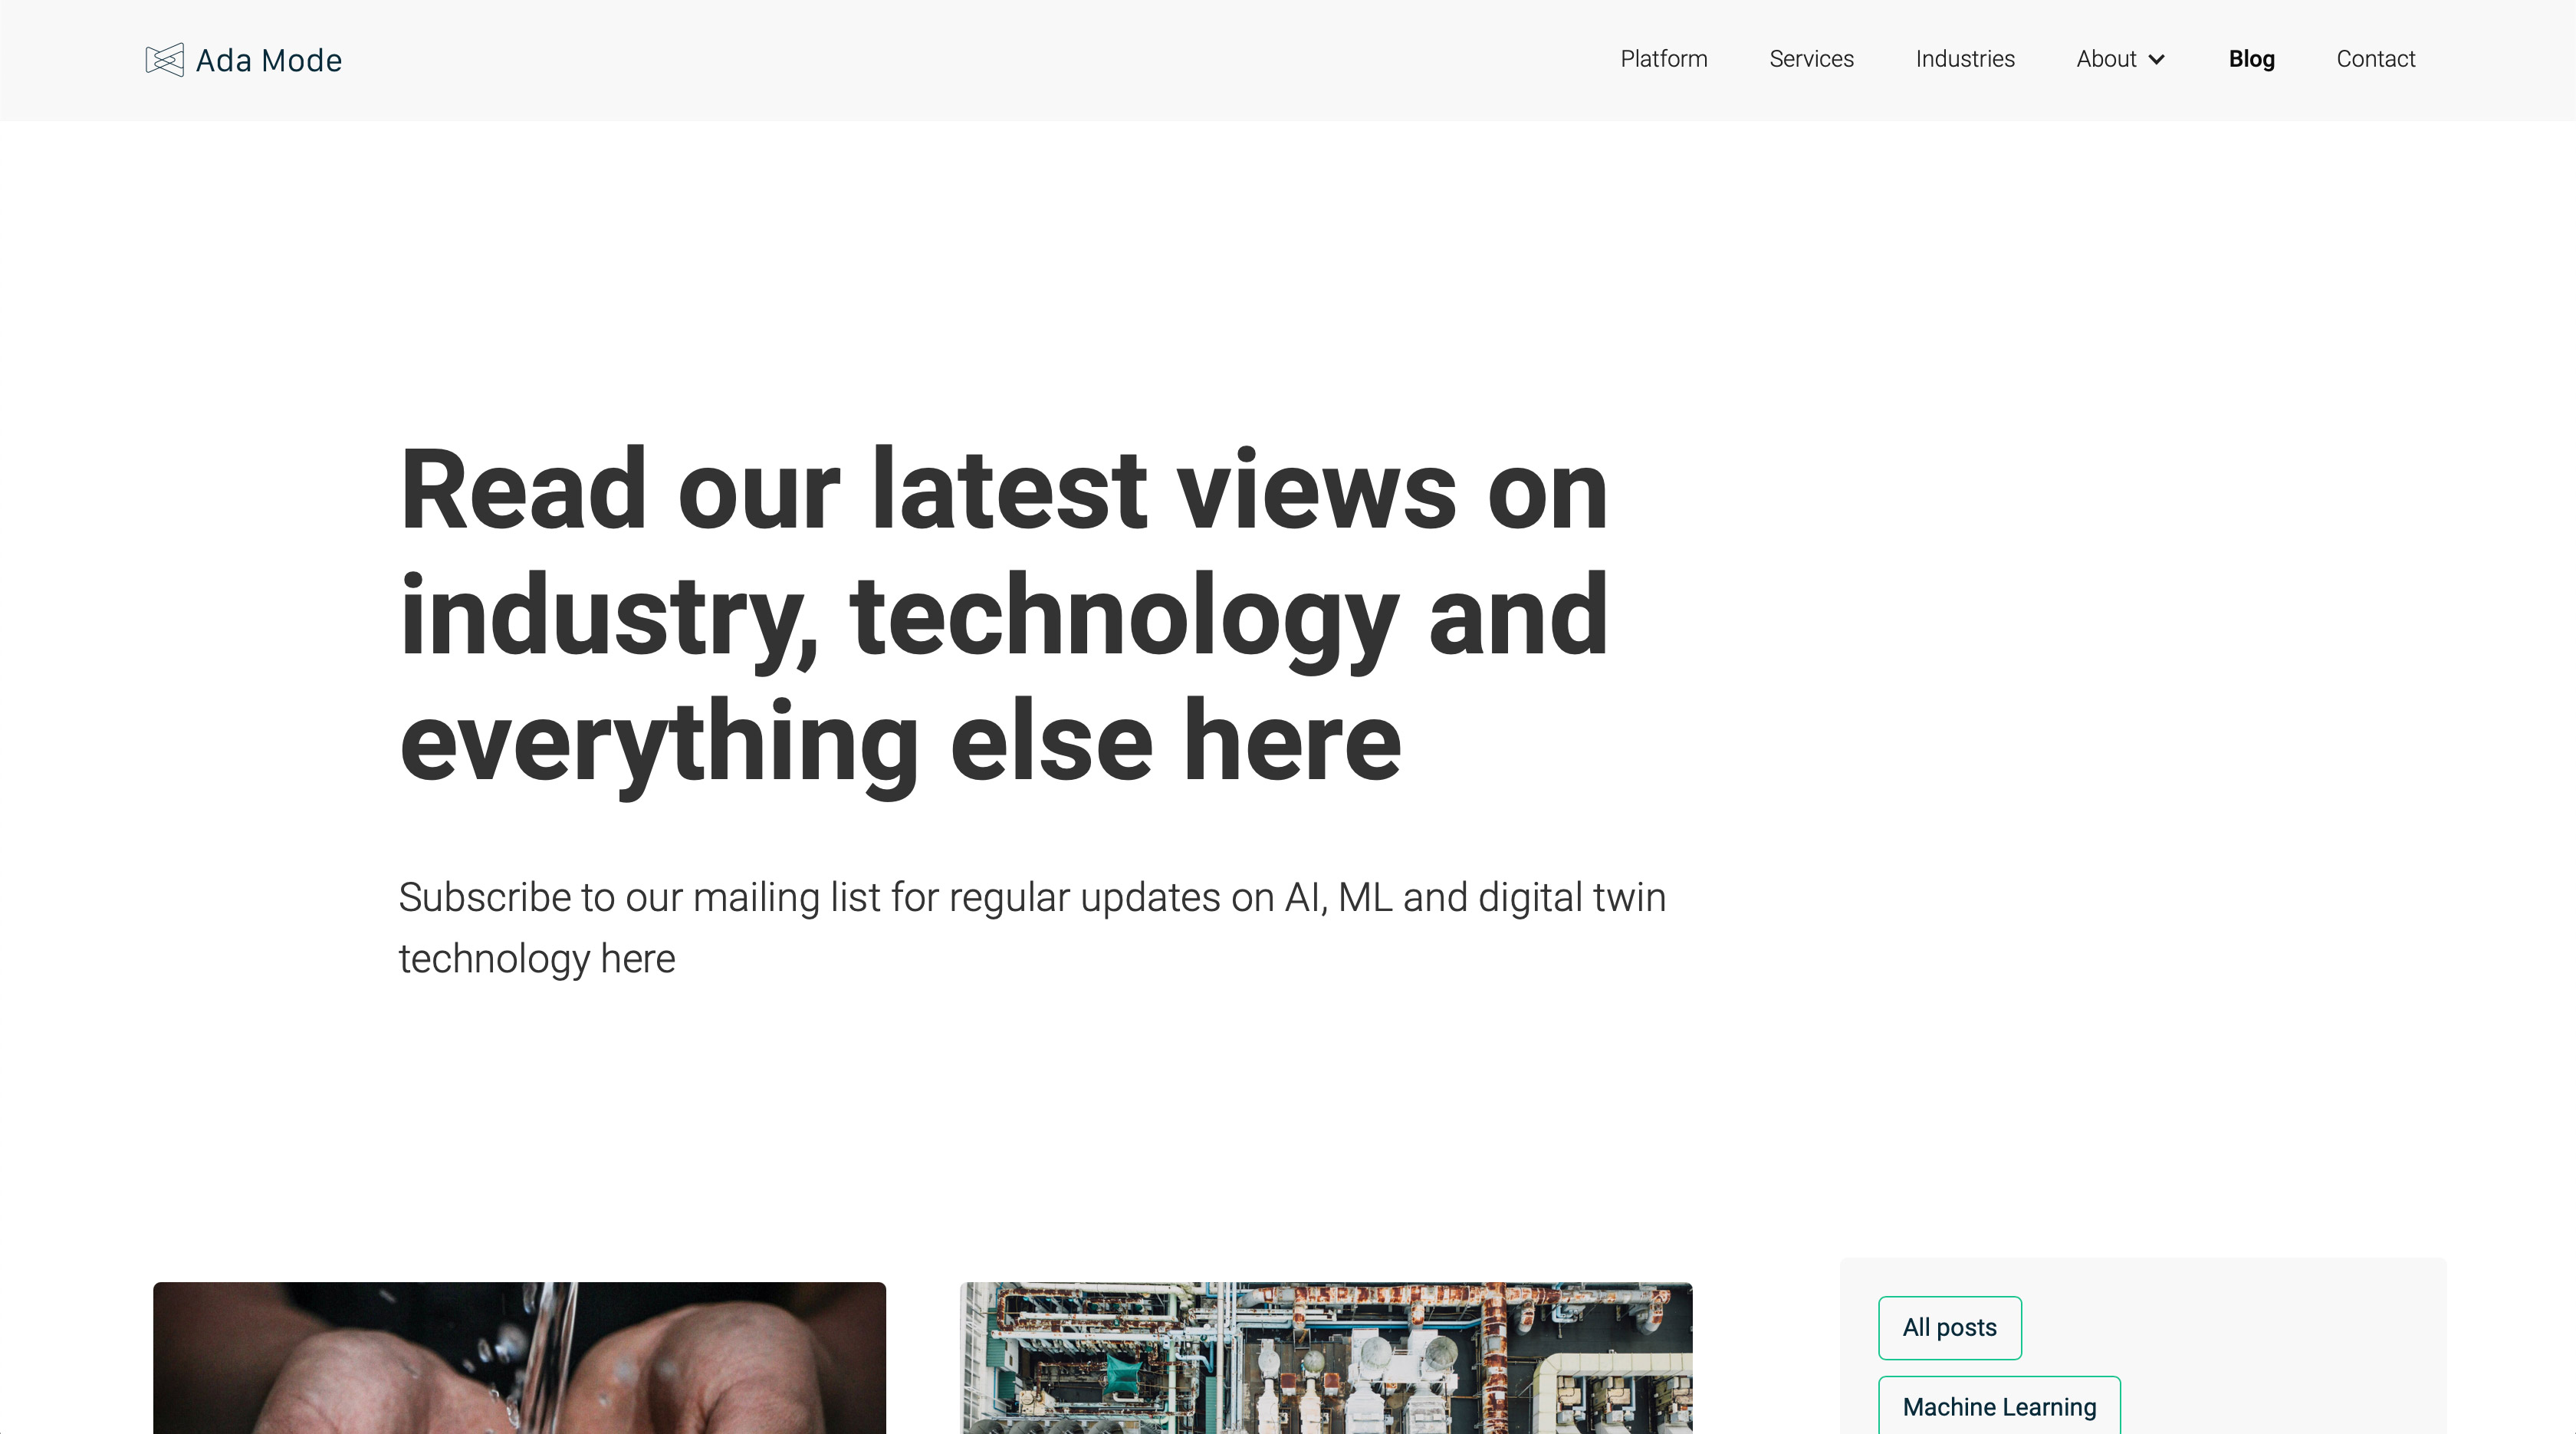 Ada Mode
Platform
Services
Industries
About
Blog
Contact
Read our latest views on
industry, technology and
everything else here
Subscribe to our mailing list for regular updates on AI, ML and digital twin
technology here
All posts
Machine Learning